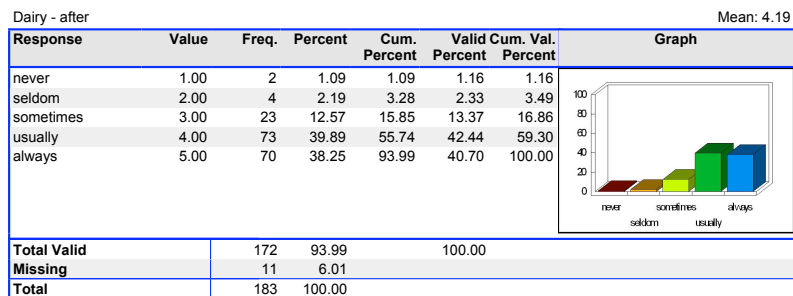 Dairy - after Mean: 4.19
Response Value Freq. Percent Cum. Percent Valid Percent Cum. Val. Percent Graph
never 1.00 2 1.09 1.09 1.16 1.16
seldom 2.00 4 2.19 3.28 2.33 3.49
sometimes 3.00 23 12.57 15.85 13.37 16.86
usually 4.00 73 39.89 55.74 42.44 59.30
always 5.00 70 38.25 93.99 40.70 100.00
100
80
60
40
20
0
never sometimes always
seldom usually
Total Valid 172 93.99 100.00
Missing 11 6.01
Total 183 100.00